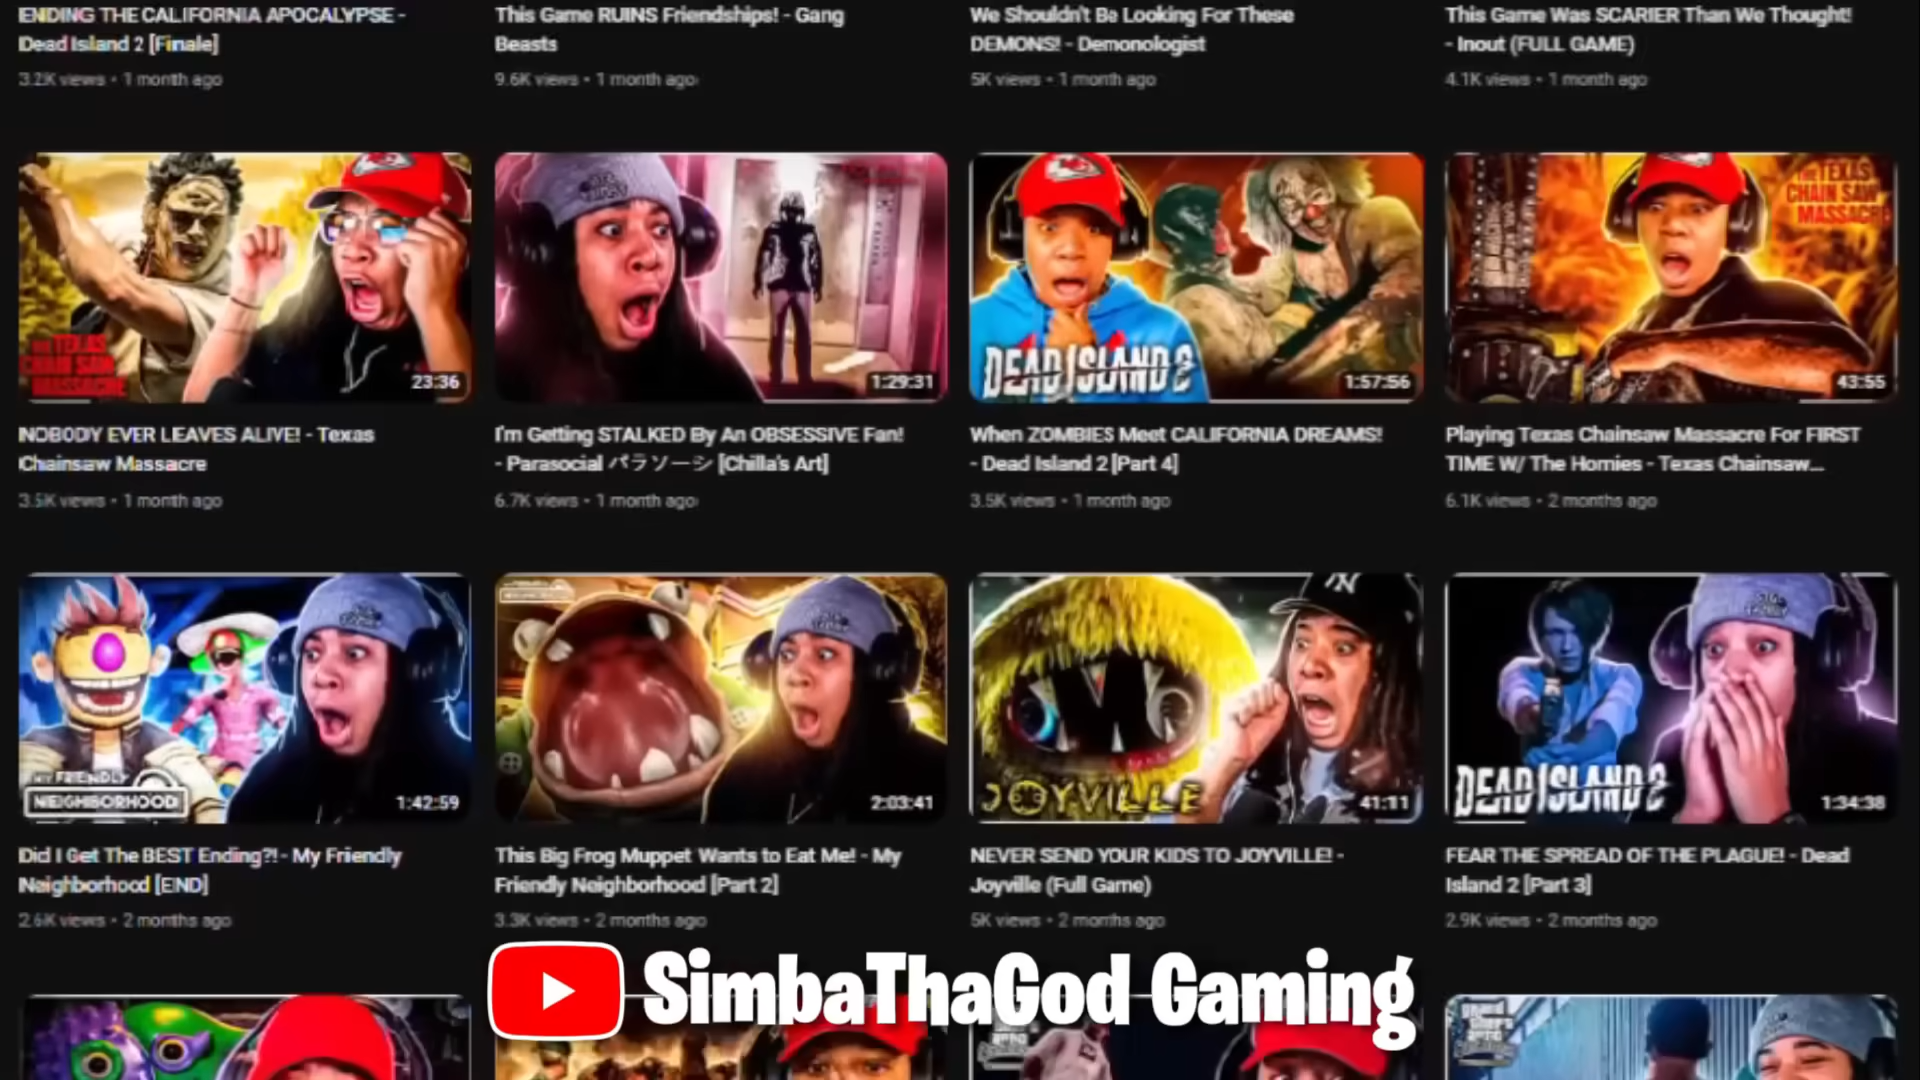 ENDING THE CALIFORNIA APOCALYPSE -
Dead Island 2 [Finale]
3.2K views • 1 month ago
This Game RUINS Friendships! - Gang
Beasts
9.6K views • 1 month ago
We Shouldn't Be Looking For These
DEMONS! - Demonologist
5K views • 1 month ago
This Game Was SCARIER Than We Thought!
- Inout (FULL GAME)
4.1K views • 1 month ago
THE TEXAS
CHAIN SAW
MASSACRE
23:36
1:29:31
DEAD ISLAND 2
1:57:56
THE TEXAS
CHAIN SAW
MASSACRE
43:55
NOBODY EVER LEAVES ALIVE! - Texas
Chainsaw Massacre
3.5K views • 1 month ago
I'm Getting STALKED By An OBSESSIVE Fan!
- Parasocial パラソーシ [Chilla's Art]
6.7K views • 1 month ago
When ZOMBIES Meet CALIFORNIA DREAMS!
- Dead Island 2 [Part 4]
3.5K views • 1 month ago
Playing Texas Chainsaw Massacre For FIRST
TIME W/ The Homies - Texas Chainsaw...
6.1K views • 2 months ago
MY FRIENDLY
NEIGHBORHOOD
1:42:59
2:03:41
NY
JOYVILLE
41:11
DEAD ISLAND 2
1:34:38
Did I Get The BEST Ending?! - My Friendly
Neighborhood [END]
2.6K views • 2 months ago
This Big Frog Muppet Wants to Eat Me! - My
Friendly Neighborhood [Part 2]
3.3K views • 2 months ago
NEVER SEND YOUR KIDS TO JOYVILLE! -
Joyville (Full Game)
5K views • 2 months ago
FEAR THE SPREAD OF THE PLAGUE! - Dead
Island 2 [Part 3]
2.9K views • 2 months ago
SimbaThaGod Gaming